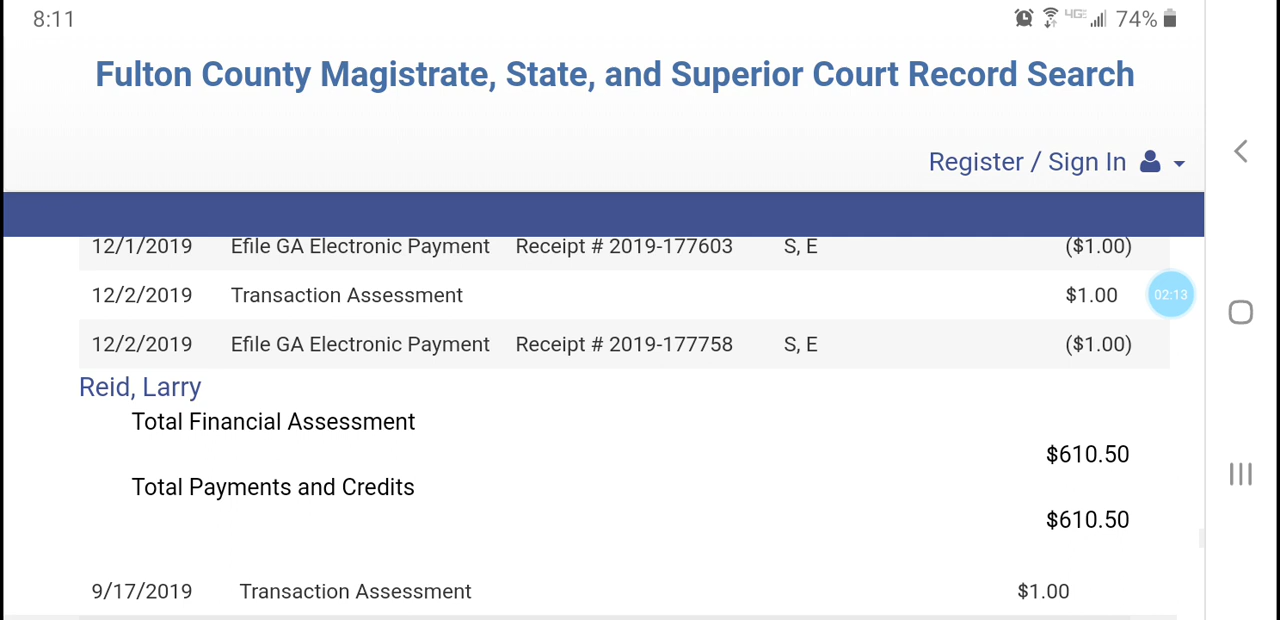 8:11 4GE 74%
Fulton County Magistrate, State, and Superior Court Record Search
Register / Sign In
12/1/2019 Efile GA Electronic Payment Receipt # 2019-177603 S, E ($1.00)
12/2/2019 Transaction Assessment $1.00
02:13
12/2/2019 Efile GA Electronic Payment Receipt # 2019-177758 S, E ($1.00)
Reid, Larry
Total Financial Assessment
$610.50
Total Payments and Credits
$610.50
9/17/2019 Transaction Assessment $1.00